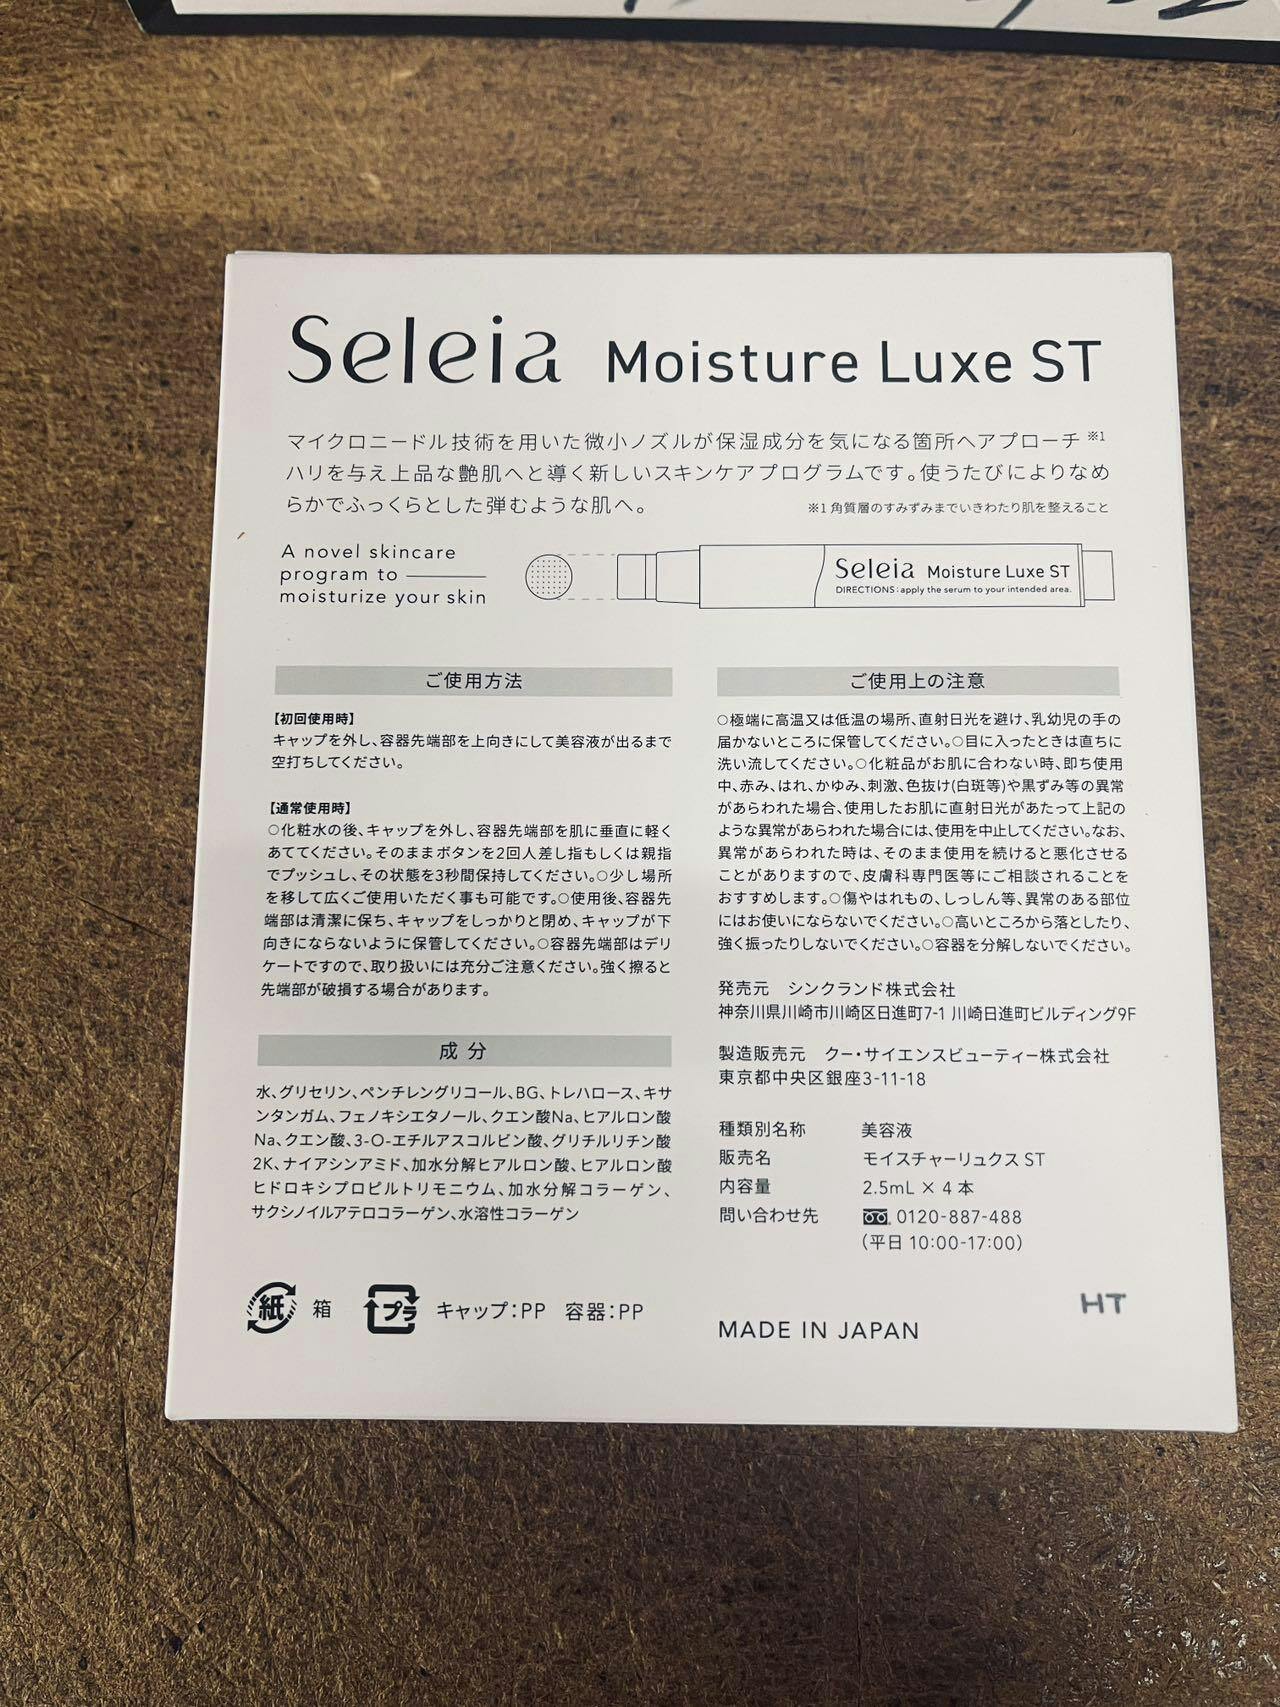 Seleia Moisture Luxe ST
マイクロニードル技術を用いた微小ノズルが保湿成分を気になる箇所へアプローチ ※1
ハリを与え上品な艶肌へと導く新しいスキンケアプログラムです。使うたびによりなめ
らかでふっくらとした弾むような肌へ。
※1 角質層のすみずみまでいきわたり肌を整えること
A novel skincare
program to
moisturize your skin
Seleia Moisture Luxe ST
DIRECTIONS : apply the serum to your intended area.
ご使用方法
【初回使用時】
キャップを外し、容器先端部を上向きにして美容液が出るまで
空打ちしてください。
【通常使用時】
○化粧水の後、キャップを外し、容器先端部を肌に垂直に軽く
あててください。そのままボタンを2回人差し指もしくは親指
でプッシュし、その状態を3秒間保持してください。○少し場所
を移して広くご使用いただく事も可能です。○使用後、容器先
端部は清潔に保ち、キャップをしっかりと閉め、キャップが下
向きにならないように保管してください。○容器先端部はデリ
ケートですので、取り扱いには充分ご注意ください。強く擦ると
先端部が破損する場合があります。
成 分
水、グリセリン、ペンチレングリコール、BG、トレハロース、キサ
ンタンガム、フェノキシエタノール、クエン酸Na、ヒアルロン酸
Na、クエン酸、3-O-エチルアスコルビン酸、グリチルリチン酸
2K、ナイアシンアミド、加水分解ヒアルロン酸、ヒアルロン酸
ヒドロキシプロピルトリモニウム、加水分解コラーゲン、
サクシノイルアテロコラーゲン、水溶性コラーゲン
紙 箱 プラ キャップ：PP 容器：PP
ご使用上の注意
○極端に高温又は低温の場所、直射日光を避け、乳幼児の手の
届かないところに保管してください。○目に入ったときは直ちに
洗い流してください。○化粧品がお肌に合わない時、即ち使用
中、赤み、はれ、かゆみ、刺激、色抜け(白斑等)や黒ずみ等の異常
があらわれた場合、使用したお肌に直射日光があたって上記の
ような異常があらわれた場合には、使用を中止してください。なお、
異常があらわれた時は、そのまま使用を続けると悪化させる
ことがありますので、皮膚科専門医等にご相談されることを
おすすめします。○傷やはれもの、しっしん等、異常のある部位
にはお使いにならないでください。○高いところから落としたり、
強く振ったりしないでください。○容器を分解しないでください。
発売元 シンクランド株式会社
神奈川県川崎市川崎区日進町7-1 川崎日進町ビルディング9F
製造販売元 クー・サイエンスビューティー株式会社
東京都中央区銀座3-11-18
種類別名称 美容液
販売名 モイスチャーリュクス ST
内容量 2.5mL × 4 本
問い合わせ先 0120-887-488
（平日 10:00-17:00）
MADE IN JAPAN
HT